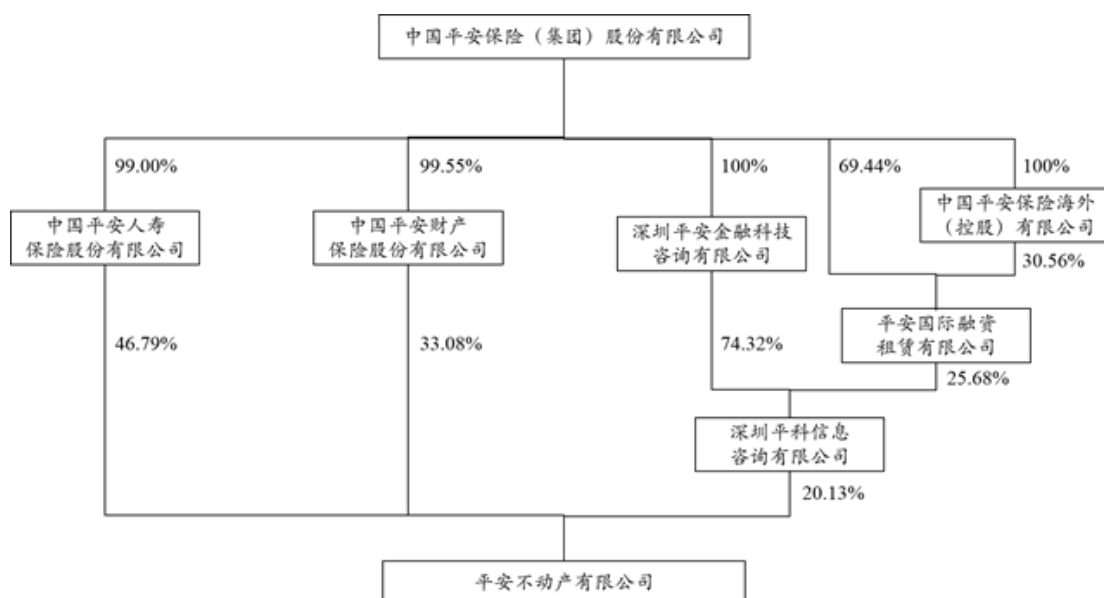 中国平安保险（集团）股份有限公司
99.00%
99.55%
100%
69.44%
100%
中国平安人寿
保险股份有限公司
中国平安财产
保险股份有限公司
深圳平安金融科技
咨询有限公司
中国平安保险海外
（控股）有限公司
30.56%
46.79%
33.08%
74.32%
平安国际融资
租赁有限公司
25.68%
深圳平科信息
咨询有限公司
20.13%
平安不动产有限公司